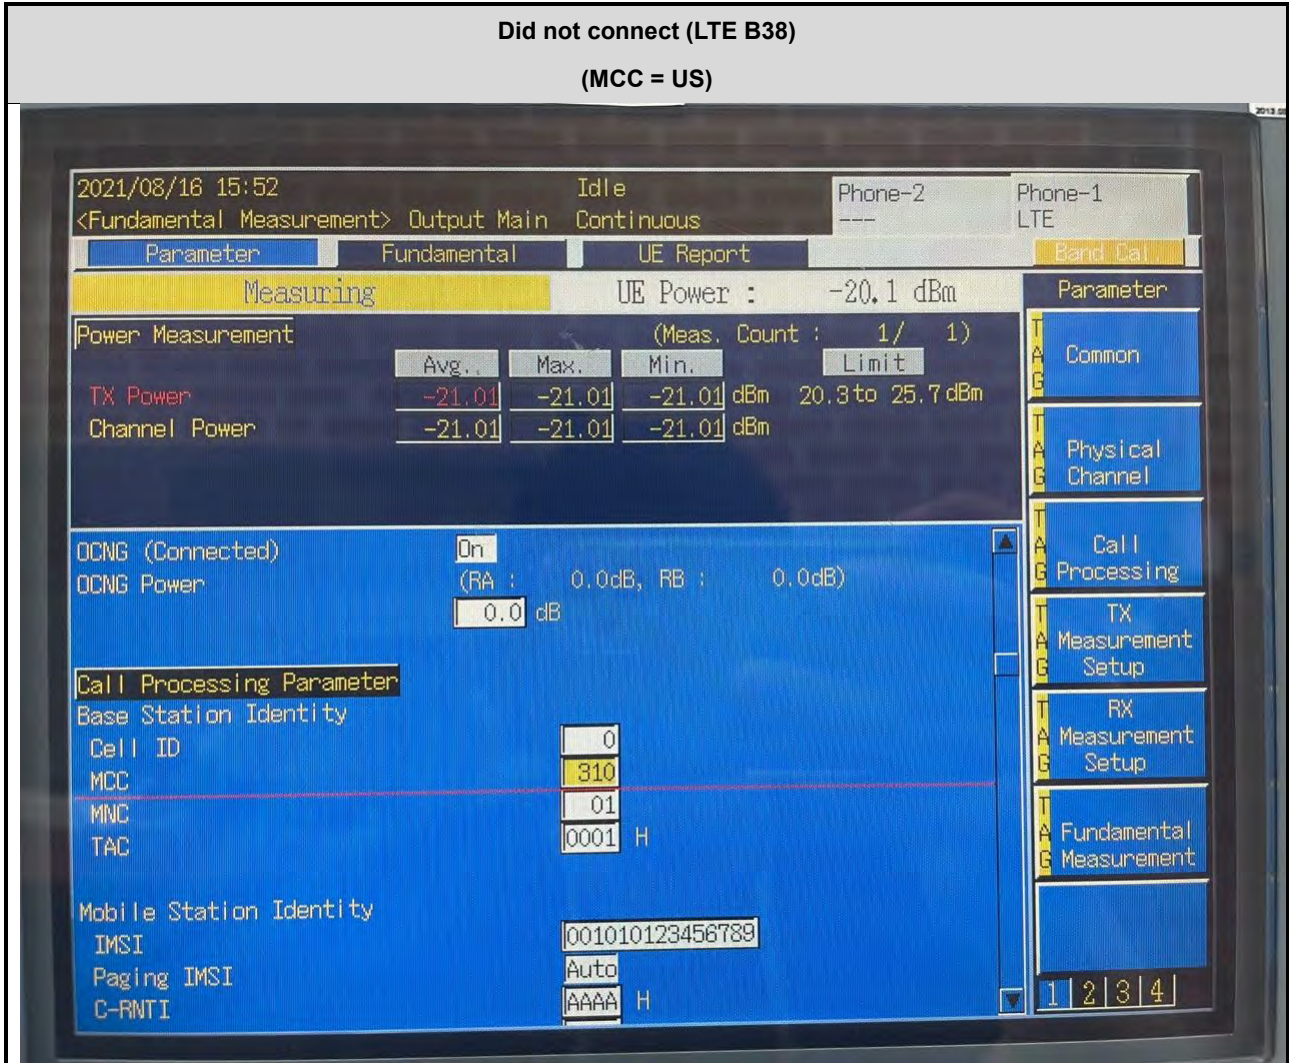 Did not connect (LTE B38)
(MCC = US)
2021/08/16 15:52 Idle Phone-2 Phone-1
<Fundamental Measurement> Output Main Continuous --- LTE
Parameter Fundamental UE Report Band Cal.
Measuring UE Power : -20.1 dBm Parameter
Power Measurement (Meas. Count : 1/ 1)
Avg. Max. Min. Limit
TX Power -21.01 -21.01 -21.01 dBm 20.3 to 25.7 dBm
Channel Power -21.01 -21.01 -21.01 dBm
TAG Common
TAG Physical Channel
TAG Call Processing
TAG TX Measurement Setup
TAG RX Measurement Setup
TAG Fundamental Measurement
OCNG (Connected) On
OCNG Power (RA : 0.0dB, RB : 0.0dB)
0.0 dB
Call Processing Parameter
Base Station Identity
Cell ID 0
MCC 310
MNC 01
TAC 0001 H
Mobile Station Identity
IMSI 001010123456789
Paging IMSI Auto
C-RNTI AAAA H
1 2 3 4